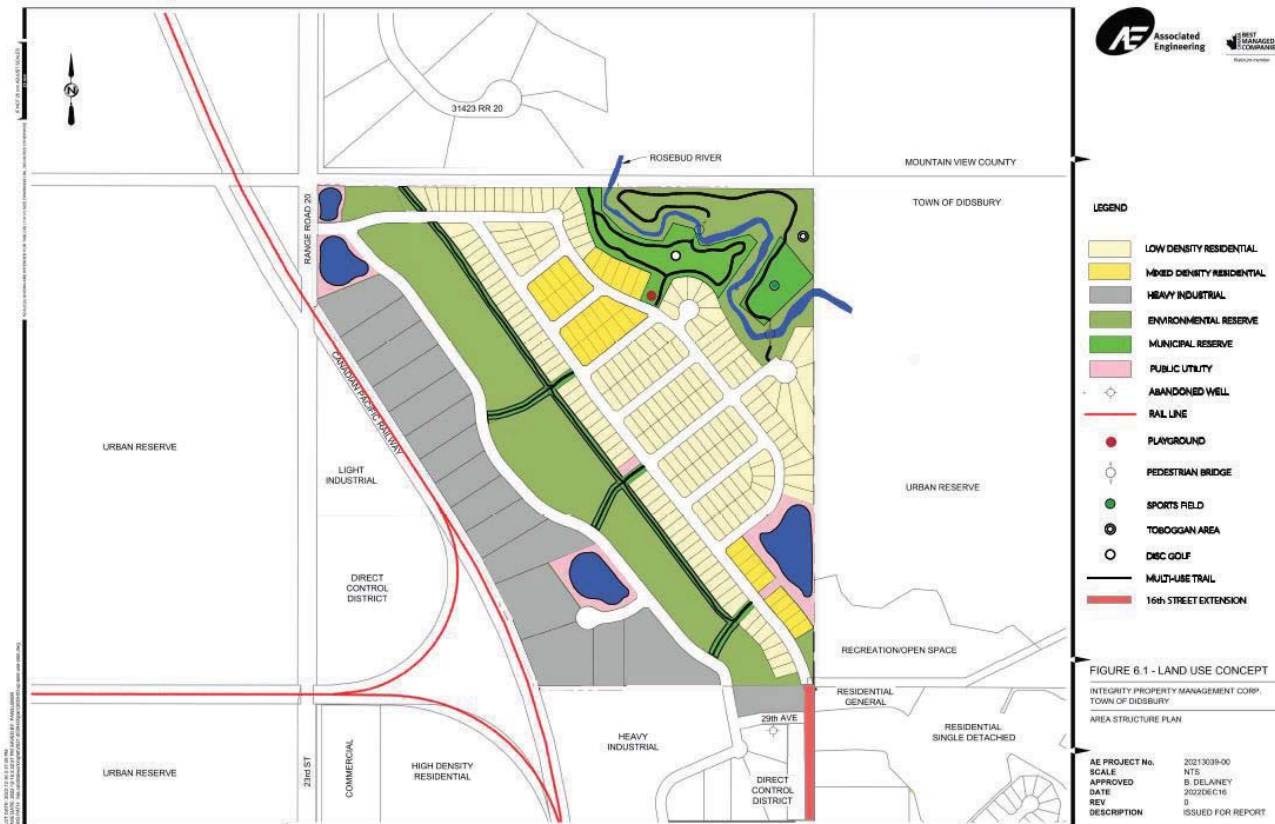 AE Associated
Engineering
BEST
MANAGED
COMPANIES
Platinum member
N
31423 RR 20
ROSEBUD RIVER
MOUNTAIN VIEW COUNTY
TOWN OF DIDSBURY
RANGE ROAD 20
CANADIAN PACIFIC RAILWAY
URBAN RESERVE
LIGHT
INDUSTRIAL
URBAN RESERVE
DIRECT
CONTROL
DISTRICT
RECREATION/OPEN SPACE
RESIDENTIAL
GENERAL
29th AVE
RESIDENTIAL
SINGLE DETACHED
HEAVY
INDUSTRIAL
URBAN RESERVE
23rd ST
COMMERCIAL
HIGH DENSITY
RESIDENTIAL
DIRECT
CONTROL
DISTRICT
LEGEND
LOW DENSITY RESIDENTIAL
MIXED DENSITY RESIDENTIAL
HEAVY INDUSTRIAL
ENVIRONMENTAL RESERVE
MUNICIPAL RESERVE
PUBLIC UTILITY
ABANDONED WELL
RAIL LINE
PLAYGROUND
PEDESTRIAN BRIDGE
SPORTS FIELD
TOBOGGAN AREA
DISC GOLF
MULTI-USE TRAIL
16th STREET EXTENSION
FIGURE 6.1 - LAND USE CONCEPT
INTEGRITY PROPERTY MANAGEMENT CORP.
TOWN OF DIDSBURY
AREA STRUCTURE PLAN
AE PROJECT No. 20213039-00
SCALE NTS
APPROVED B. DELAINEY
DATE 2022DEC16
REV 0
DESCRIPTION ISSUED FOR REPORT